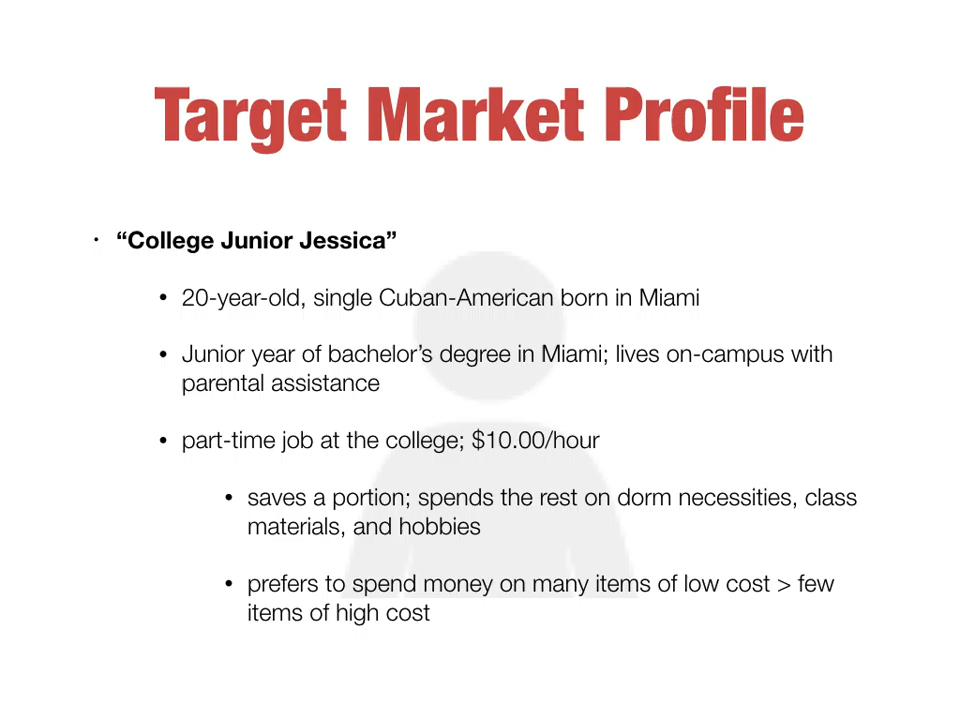 Target Market Profile
• “College Junior Jessica”
• 20-year-old, single Cuban-American born in Miami
• Junior year of bachelor’s degree in Miami; lives on-campus with
parental assistance
• part-time job at the college; $10.00/hour
• saves a portion; spends the rest on dorm necessities, class
materials, and hobbies
• prefers to spend money on many items of low cost > few
items of high cost